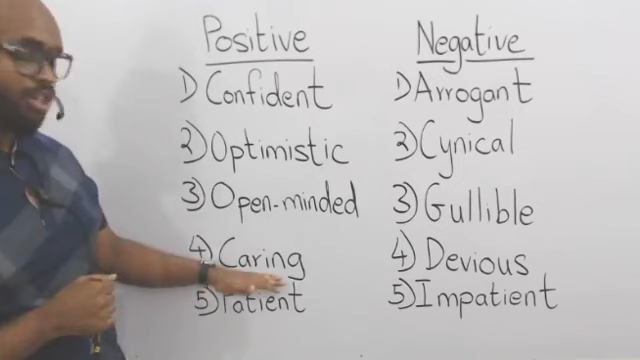 Positive
1) Confident
2) Optimistic
3) Open-minded
4) Caring
5) Patient
Negative
1) Arrogant
2) Cynical
3) Gullible
4) Devious
5) Impatient